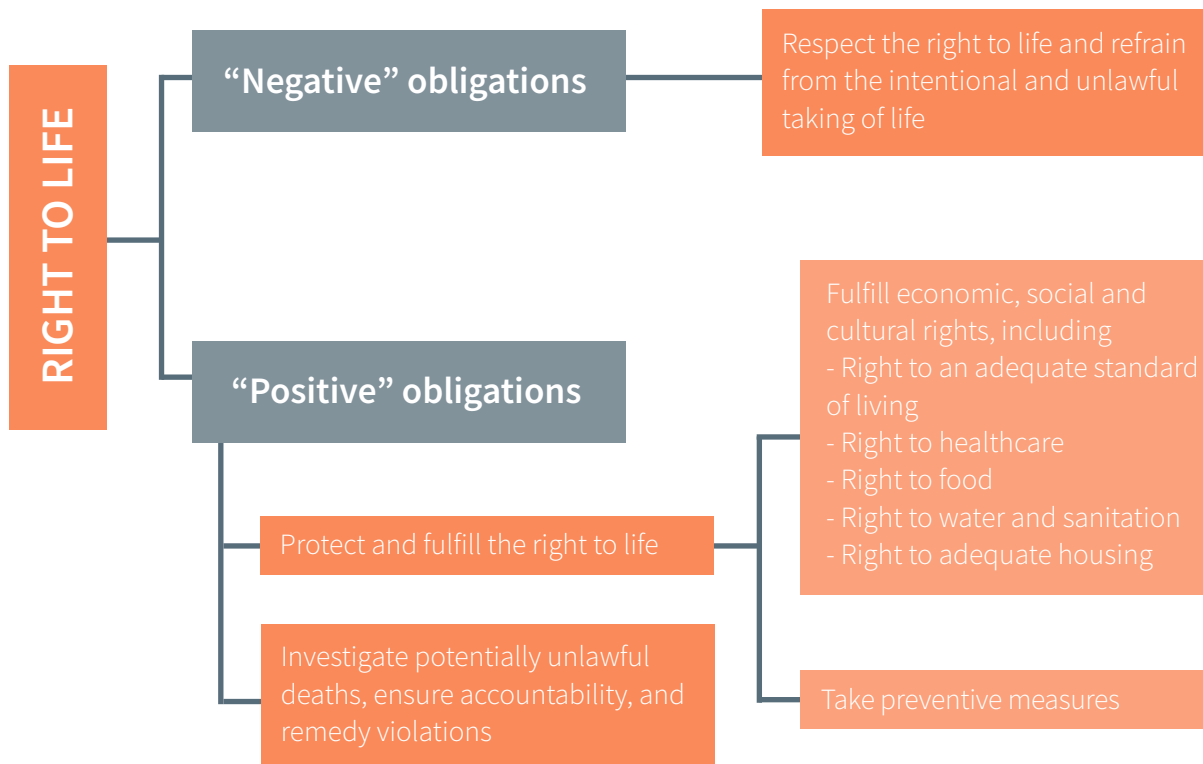 RIGHT TO LIFE
“Negative” obligations
Respect the right to life and refrain
from the intentional and unlawful
taking of life
“Positive” obligations
Protect and fulfill the right to life
Fulfill economic, social and
cultural rights, including
- Right to an adequate standard
of living
- Right to healthcare
- Right to food
- Right to water and sanitation
- Right to adequate housing
Take preventive measures
Investigate potentially unlawful
deaths, ensure accountability, and
remedy violations